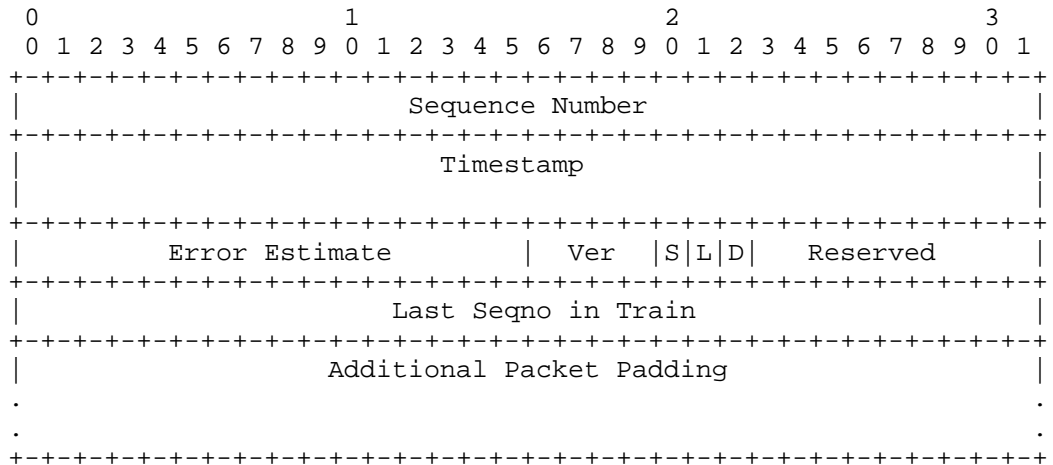 0                   1                   2                   3
 0 1 2 3 4 5 6 7 8 9 0 1 2 3 4 5 6 7 8 9 0 1 2 3 4 5 6 7 8 9 0 1
+-+-+-+-+-+-+-+-+-+-+-+-+-+-+-+-+-+-+-+-+-+-+-+-+-+-+-+-+-+-+-+-+
|                        Sequence Number                        |
+-+-+-+-+-+-+-+-+-+-+-+-+-+-+-+-+-+-+-+-+-+-+-+-+-+-+-+-+-+-+-+-+
|                          Timestamp                            |
|                                                               |
+-+-+-+-+-+-+-+-+-+-+-+-+-+-+-+-+-+-+-+-+-+-+-+-+-+-+-+-+-+-+-+-+
|         Error Estimate        |  Ver  |S|L|D|   Reserved      |
+-+-+-+-+-+-+-+-+-+-+-+-+-+-+-+-+-+-+-+-+-+-+-+-+-+-+-+-+-+-+-+-+
|                       Last Seqno in Train                     |
+-+-+-+-+-+-+-+-+-+-+-+-+-+-+-+-+-+-+-+-+-+-+-+-+-+-+-+-+-+-+-+-+
|                   Additional Packet Padding                   |
.                                                               .
.                                                               .
+-+-+-+-+-+-+-+-+-+-+-+-+-+-+-+-+-+-+-+-+-+-+-+-+-+-+-+-+-+-+-+-+